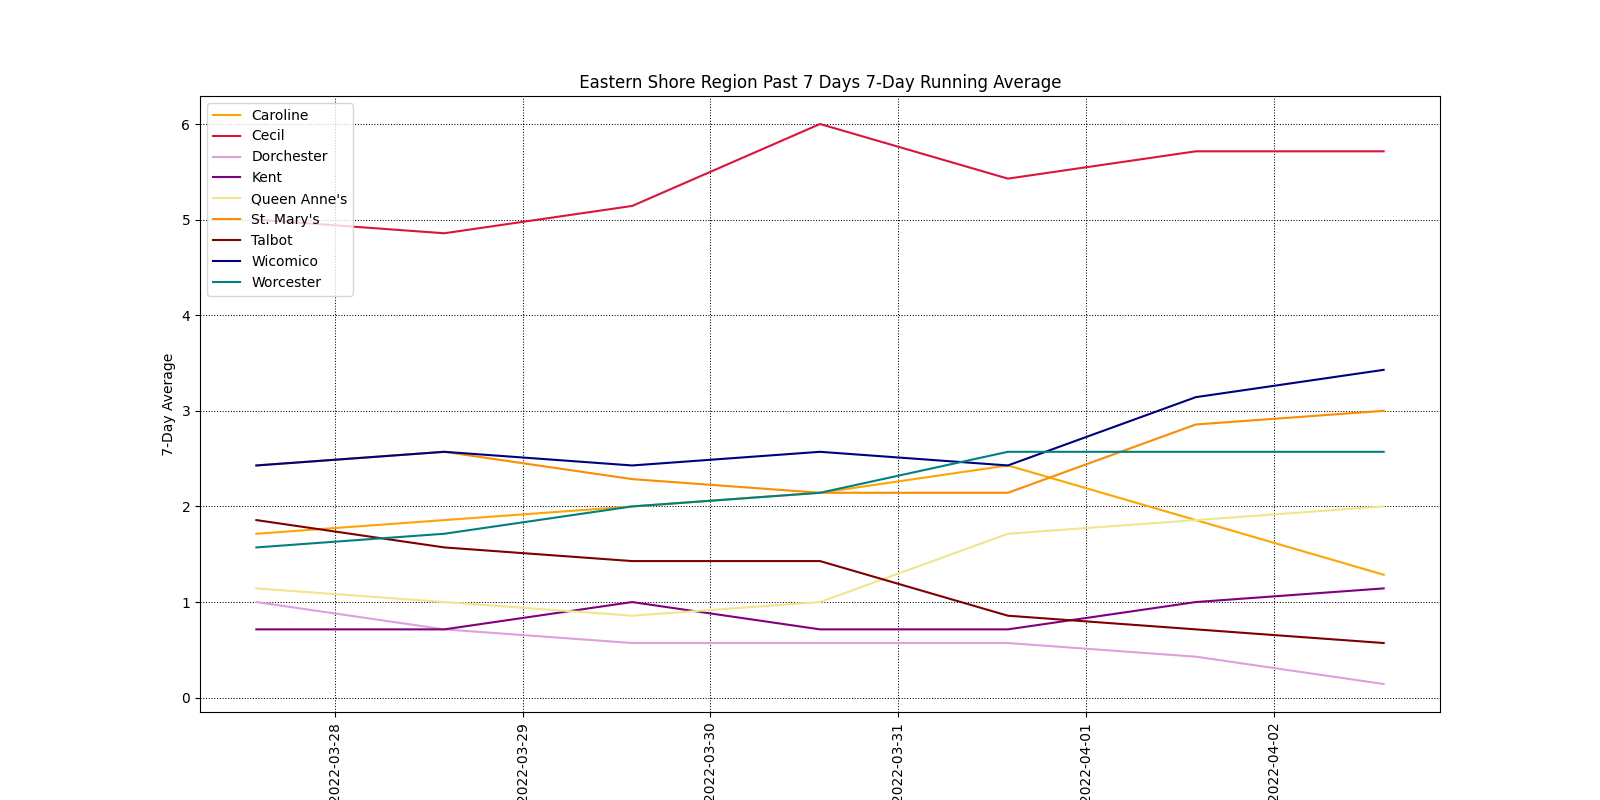 Eastern Shore Region Past 7 Days 7-Day Running Average
Caroline
Cecil
Dorchester
Kent
Queen Anne's
St. Mary's
Talbot
Wicomico
Worcester
7-Day Average
6
5
4
3
2
1
0
2022-03-28
2022-03-29
2022-03-30
2022-03-31
2022-04-01
2022-04-02